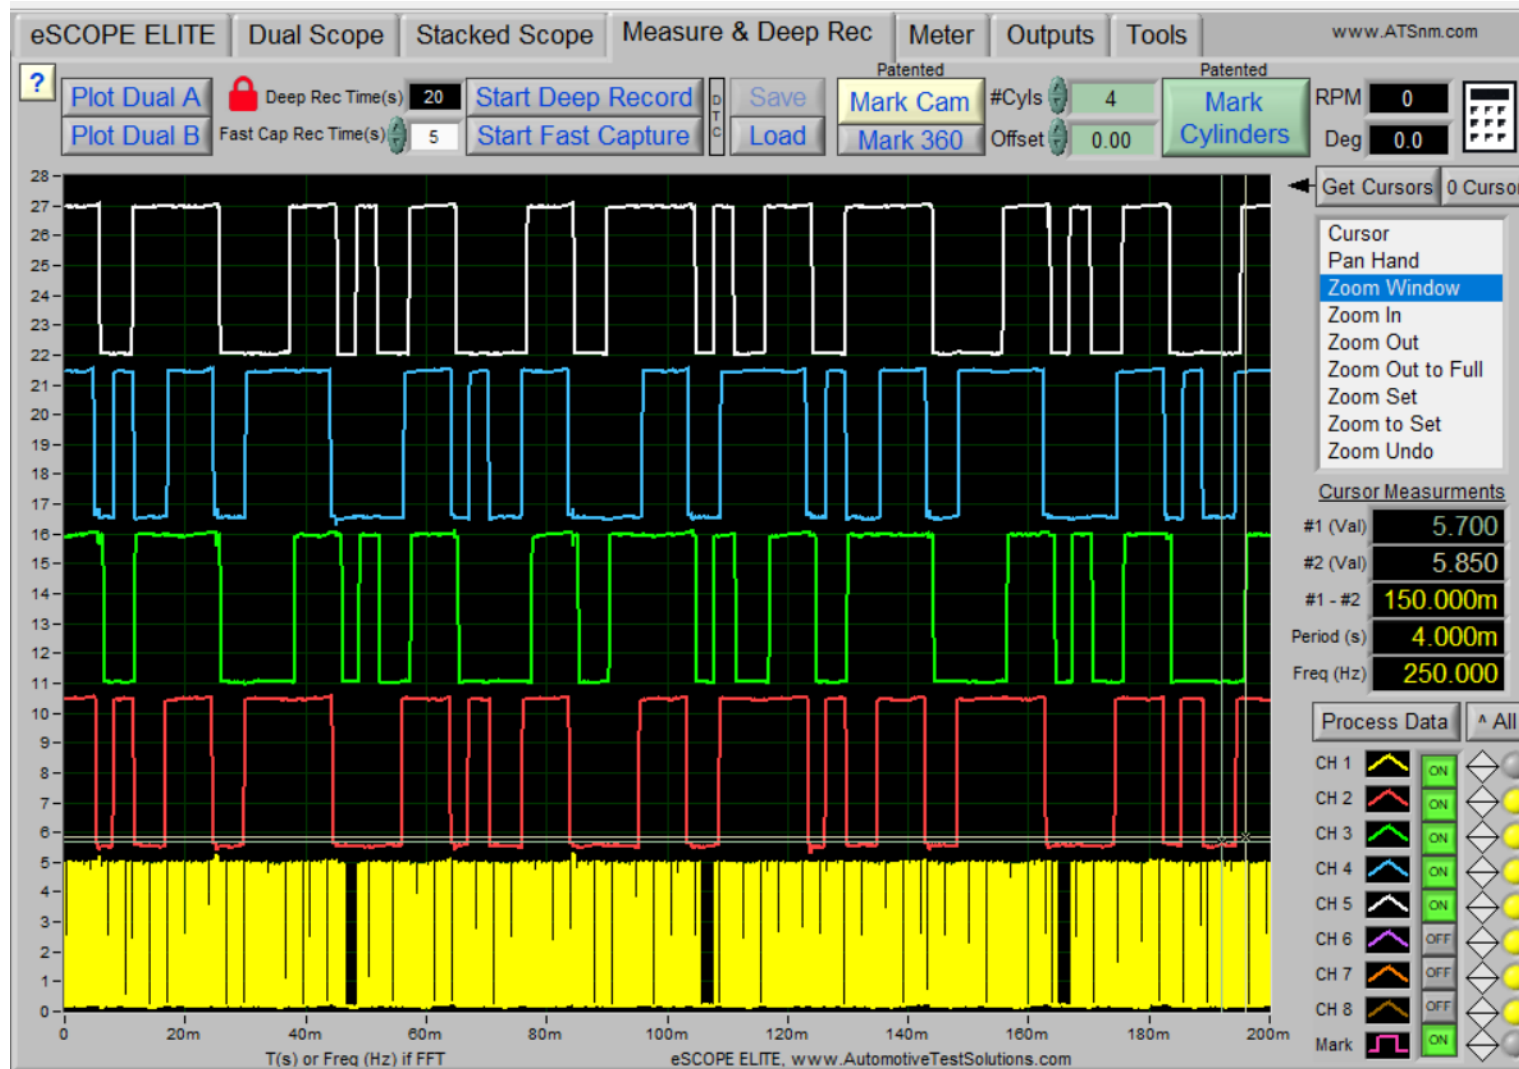 eSCOPE ELITE Dual Scope Stacked Scope Measure & Deep Rec Meter Outputs Tools www.ATSnm.com
Patented Patented
? Plot Dual A Deep Rec Time(s) 20 Start Deep Record DTC Save Mark Cam #Cyls 4 Mark Cylinders RPM 0
Plot Dual B Fast Cap Rec Time(s) 5 Start Fast Capture Load Mark 360 Offset 0.00 Deg 0.0
Get Cursors 0 Curso
Cursor
Pan Hand
Zoom Window
Zoom In
Zoom Out
Zoom Out to Full
Zoom Set
Zoom to Set
Zoom Undo
Cursor Measurments
#1 (Val) 5.700
#2 (Val) 5.850
#1 - #2 150.000m
Period (s) 4.000m
Freq (Hz) 250.000
Process Data ^ All
CH 1 ON
CH 2 ON
CH 3 ON
CH 4 ON
CH 5 ON
CH 6 OFF
CH 7 OFF
CH 8 OFF
Mark ON
28
27
26
25
24
23
22
21
20
19
18
17
16
15
14
13
12
11
10
9
8
7
6
5
4
3
2
1
0
0 20m 40m 60m 80m 100m 120m 140m 160m 180m 200m
T(s) or Freq (Hz) if FFT eSCOPE ELITE, www.AutomotiveTestSolutions.com